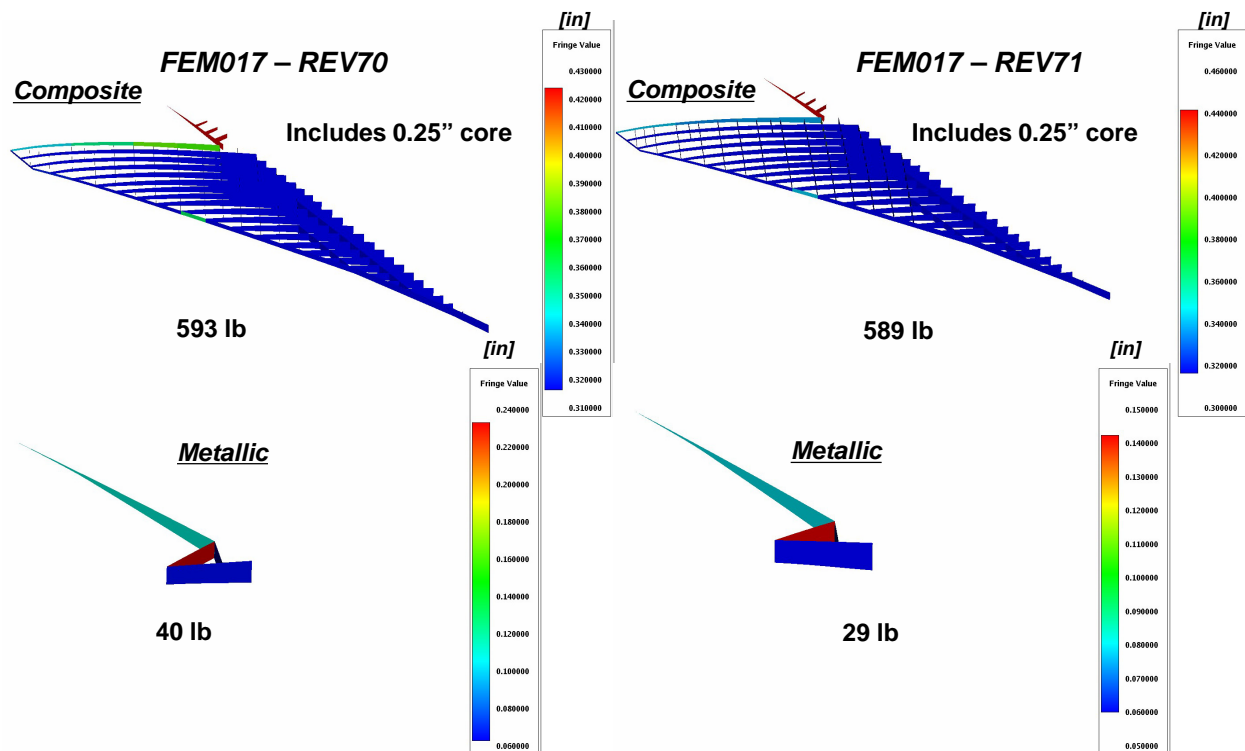 FEM017 – REV70
Composite
Includes 0.25” core
593 lb
[in]
Fringe Value
0.430000
0.420000
0.410000
0.400000
0.390000
0.380000
0.370000
0.360000
0.350000
0.340000
0.330000
0.320000
0.310000
Metallic
40 lb
[in]
Fringe Value
0.240000
0.220000
0.200000
0.180000
0.160000
0.140000
0.120000
0.100000
0.080000
0.060000
FEM017 – REV71
Composite
Includes 0.25” core
589 lb
[in]
Fringe Value
0.460000
0.440000
0.420000
0.400000
0.380000
0.360000
0.340000
0.320000
0.300000
Metallic
29 lb
[in]
Fringe Value
0.150000
0.140000
0.130000
0.120000
0.110000
0.100000
0.090000
0.080000
0.070000
0.060000
0.050000